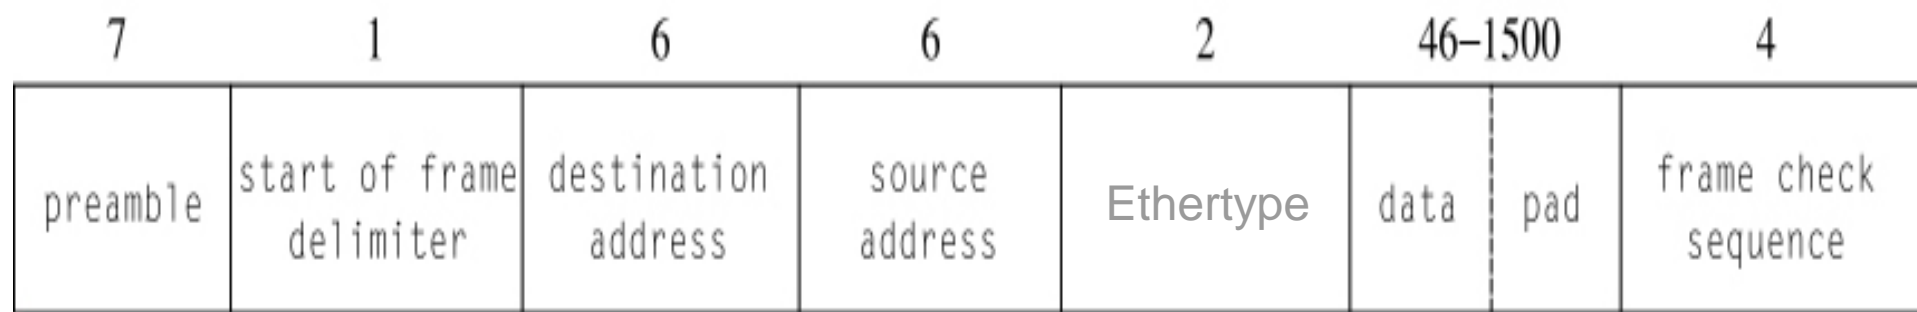 7 1 6 6 2 46–1500 4
preamble
start of frame
delimiter
destination
address
source
address
Ethertype
data
pad
frame check
sequence